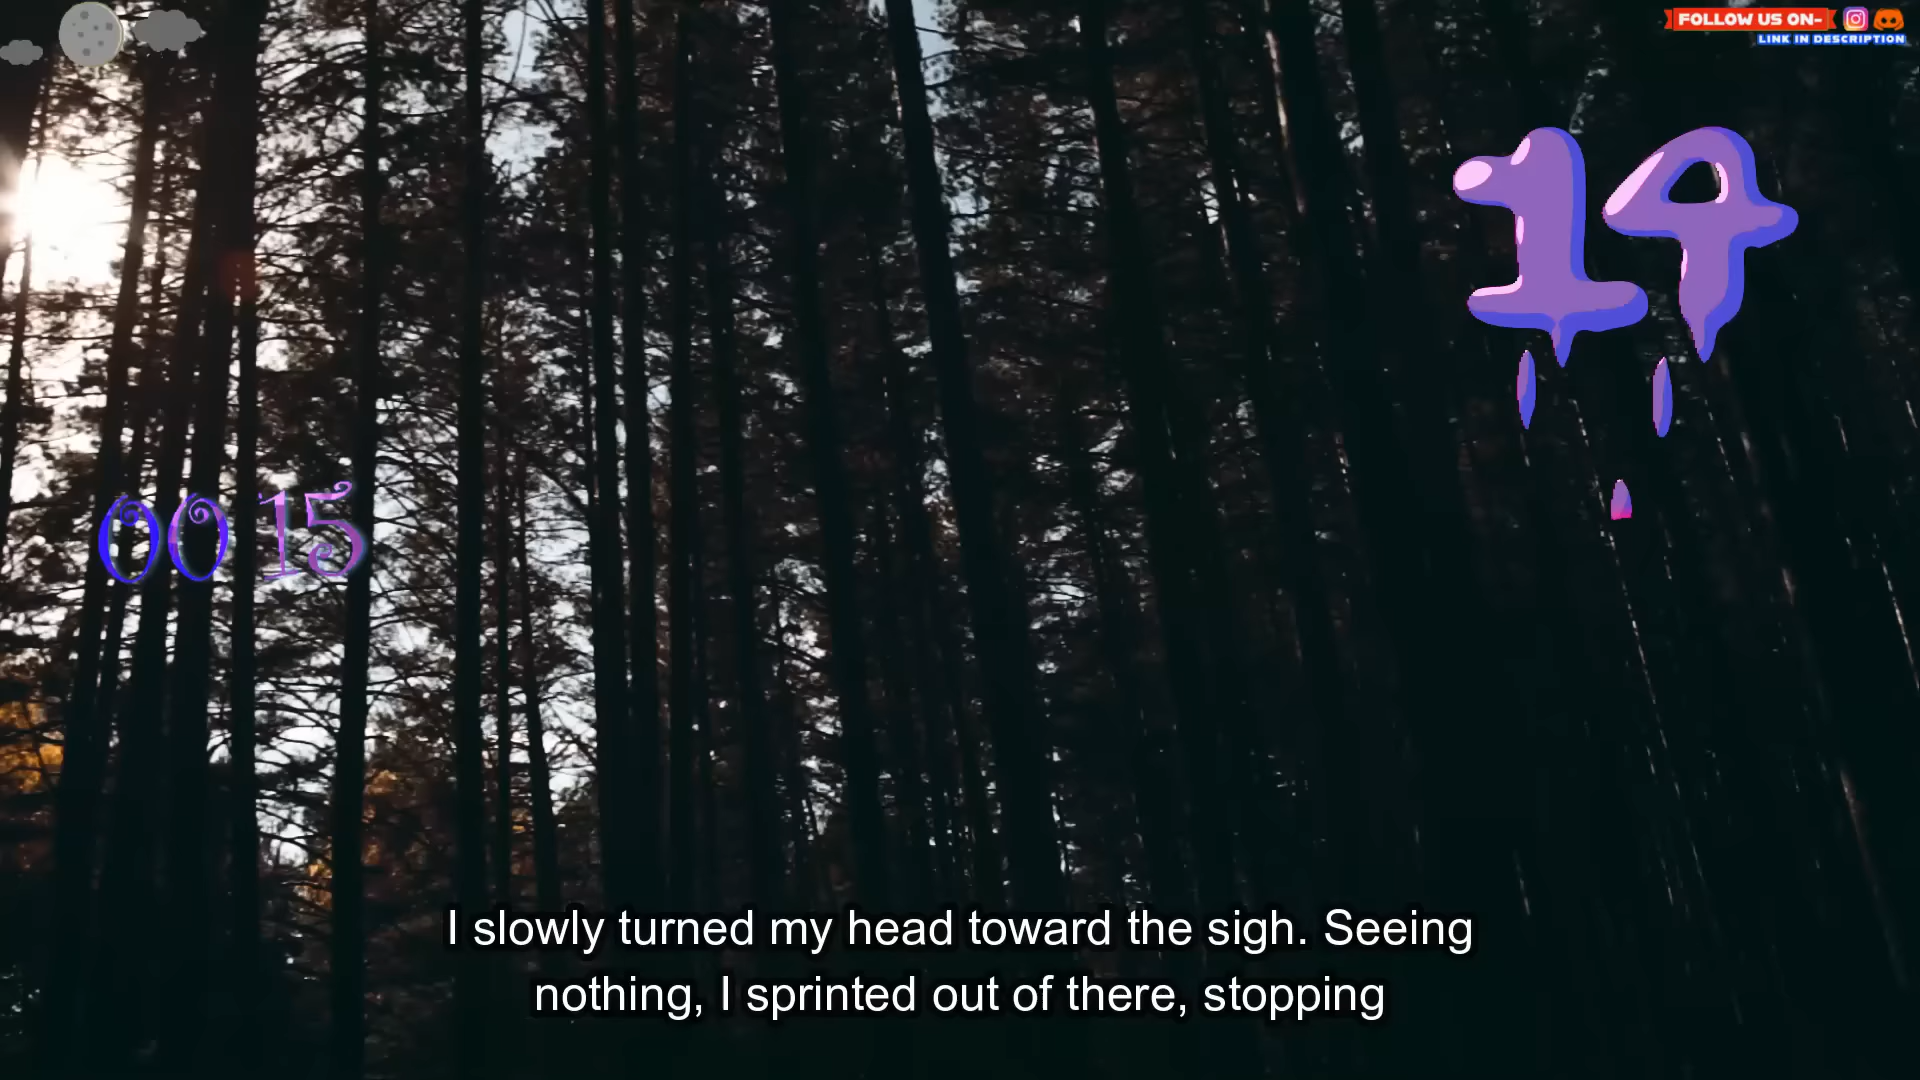 FOLLOW US ON-
LINK IN DESCRIPTION
14
00 15
I slowly turned my head toward the sigh. Seeing
nothing, I sprinted out of there, stopping